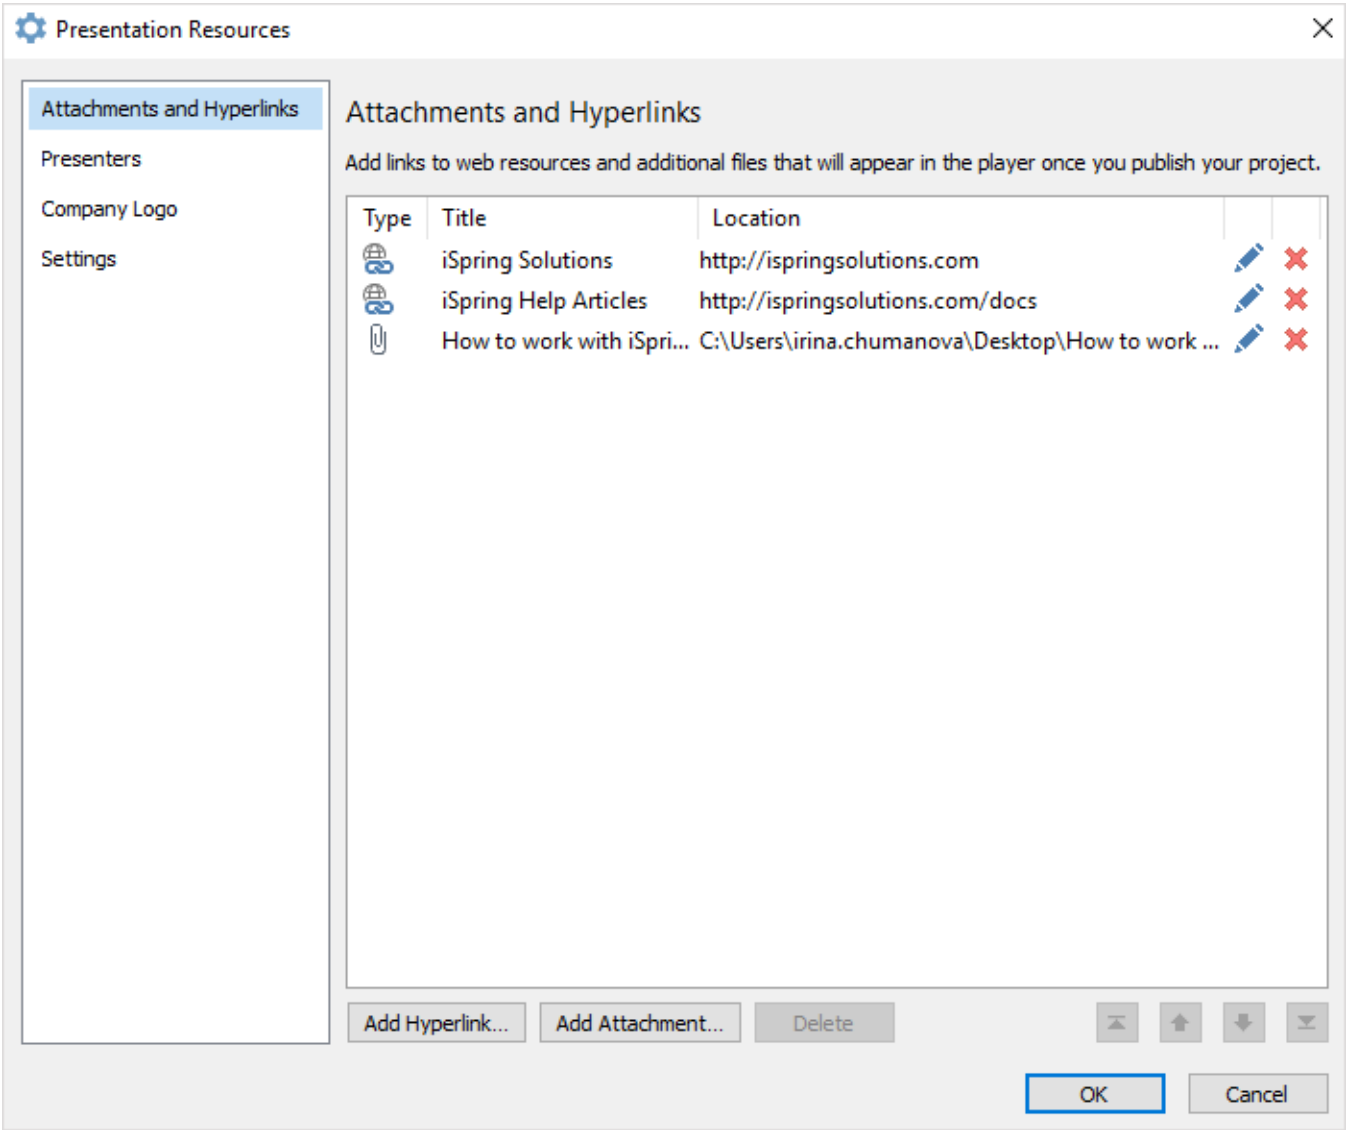 Presentation Resources
Attachments and Hyperlinks
Presenters
Company Logo
Settings
Attachments and Hyperlinks
Add links to web resources and additional files that will appear in the player once you publish your project.
Type Title Location
iSpring Solutions http://ispringsolutions.com
iSpring Help Articles http://ispringsolutions.com/docs
How to work with iSpri... C:\Users\irina.chumanova\Desktop\How to work ...
Add Hyperlink... Add Attachment... Delete
OK Cancel